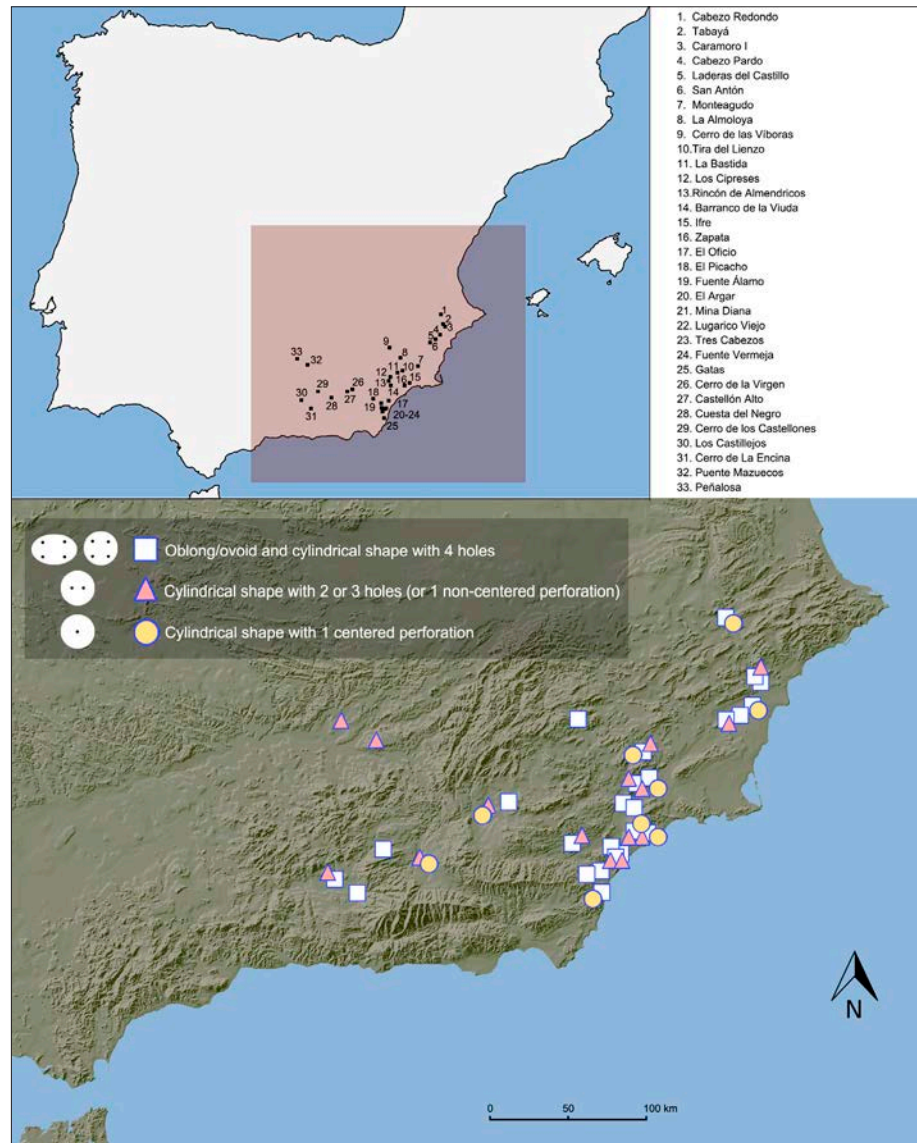 1. Cabezo Redondo
2. Tabayá
3. Caramoro I
4. Cabezo Pardo
5. Laderas del Castillo
6. San Antón
7. Monteagudo
8. La Almoloya
9. Cerro de las Víboras
10.Tira del Lienzo
11. La Bastida
12. Los Cipreses
13.Rincón de Almendricos
14. Barranco de la Viuda
15. Ifre
16. Zapata
17. El Oficio
18. El Picacho
19. Fuente Álamo
20. El Argar
21. Mina Diana
22. Lugarico Viejo
23. Tres Cabezos
24. Fuente Vermeja
25. Gatas
26. Cerro de la Virgen
27. Castellón Alto
28. Cuesta del Negro
29. Cerro de los Castellones
30. Los Castillejos
31. Cerro de La Encina
32. Puente Mazuecos
33. Peñalosa
1
2
4 3
5
6
9
8
7
33
32
11 10
12
16 15
13
14
29
26
30
28
27
18
17
31
19
20-24
25
Oblong/ovoid and cylindrical shape with 4 holes
Cylindrical shape with 2 or 3 holes (or 1 non-centered perforation)
Cylindrical shape with 1 centered perforation
N
0 50 100 km